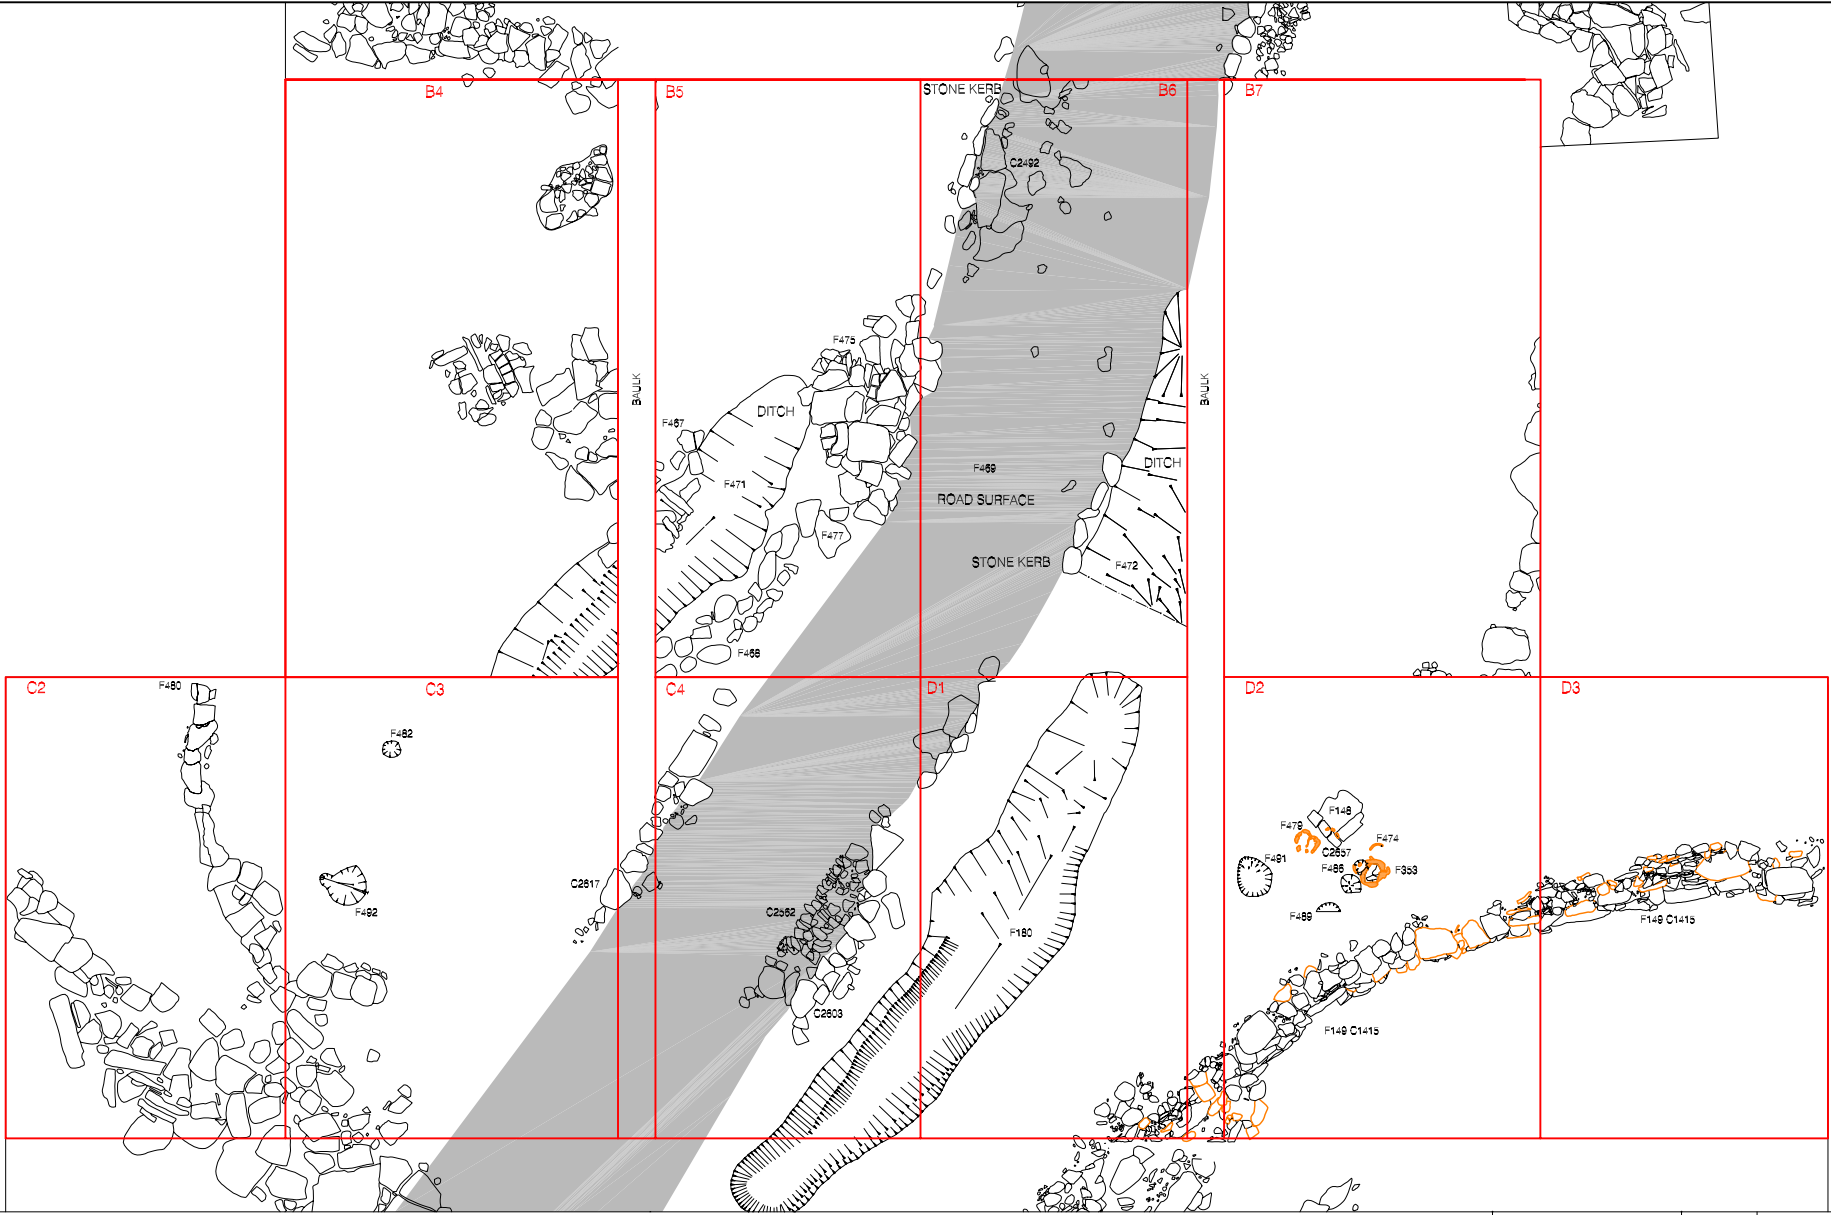 B4
B5
STONE KERB
B6
B7
C2492
F475
BAULK
BAULK
DITCH
F467
DITCH
F469
F471
ROAD SURFACE
F477
STONE KERB
F472
F468
C2
F480
C3
C4
D1
D2
D3
F482
F148
F479
F474
C2657
F491
F486
F353
C2617
F492
F489
C2562
F149 C1415
F180
C2603
F149 C1415